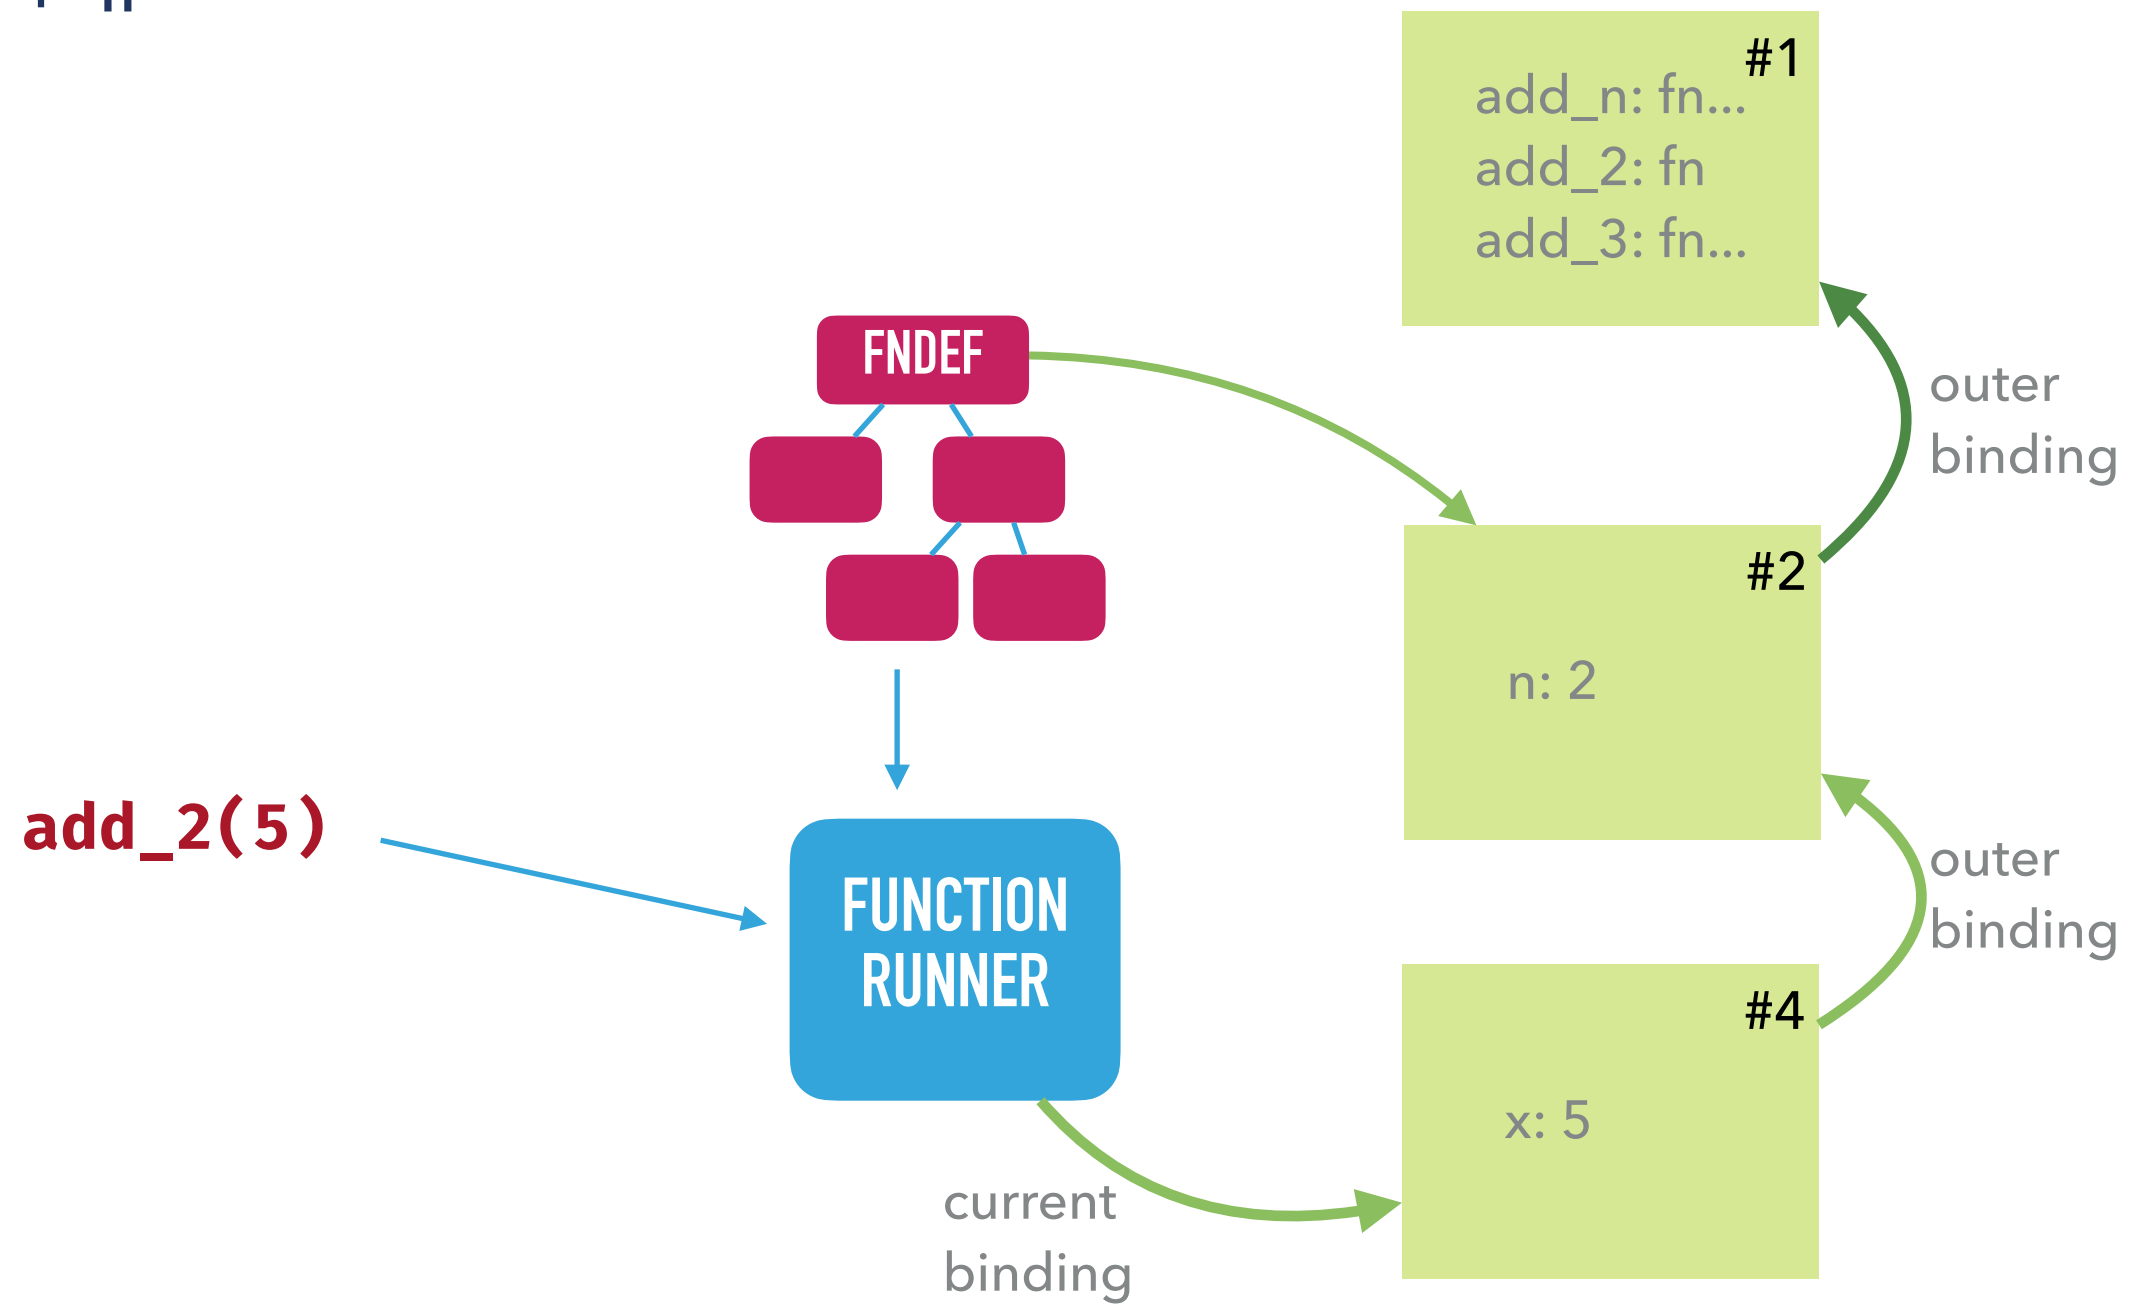 #1
add_n: fn...
add_2: fn
add_3: fn...
FNDEF
outer
binding
#2
n: 2
add_2(5)
FUNCTION
RUNNER
outer
binding
#4
x: 5
current
binding